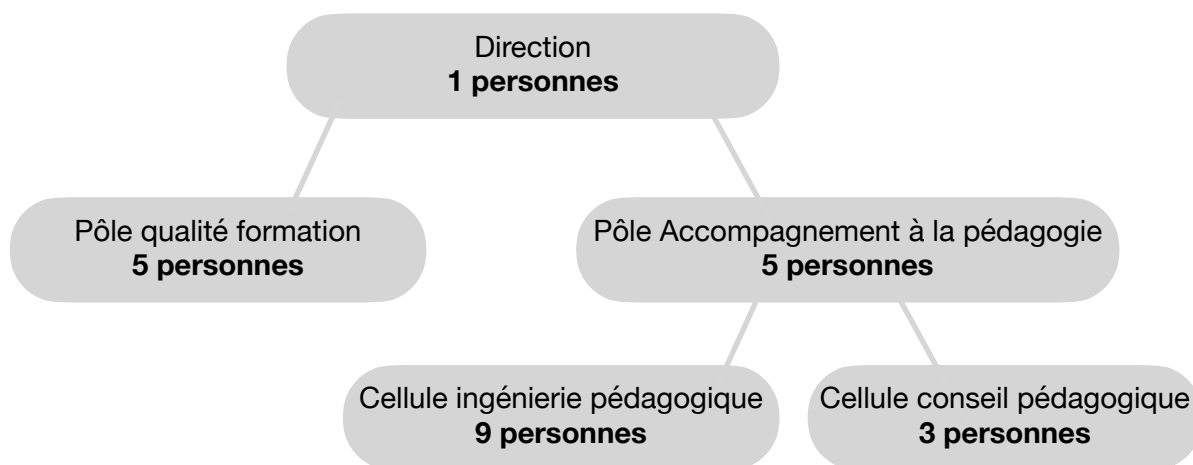 Direction
1 personnes
Pôle qualité formation
5 personnes
Pôle Accompagnement à la pédagogie
5 personnes
Cellule ingénierie pédagogique
9 personnes
Cellule conseil pédagogique
3 personnes